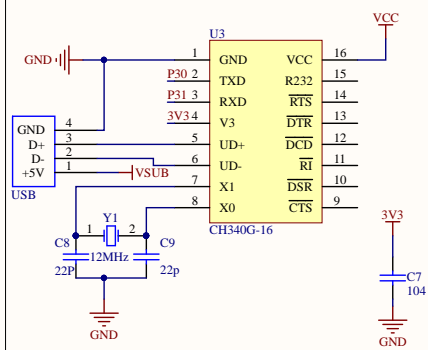 VCC
U3
GND 1 GND VCC 16
P30 2 TXD R232 15
P31 3 RXD RTS 14
3V3 4 V3 DTR 13
5 UD+ DCD 12
6 UD- RI 11
7 X1 DSR 10
8 X0 CTS 9
CH340G-16
GND 4
D+ 3
D- 2
+5V 1 VSUB
USB
Y1
1 2
C8 C9
12MHz
22P 22p
GND
3V3
C7
104
GND